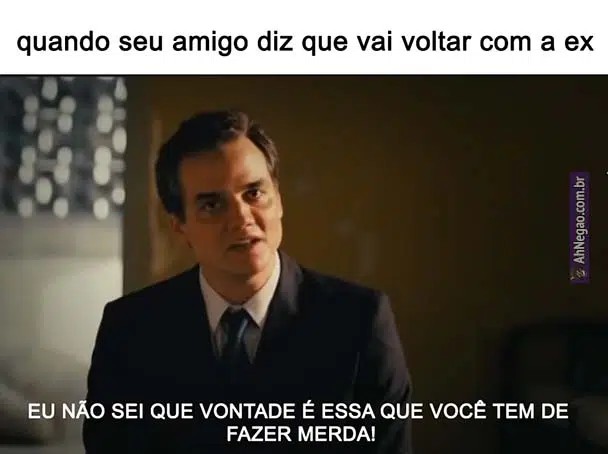 quando seu amigo diz que vai voltar com a ex
AhNegao.com.br
EU NÃO SEI QUE VONTADE É ESSA QUE VOCÊ TEM DE
FAZER MERDA!